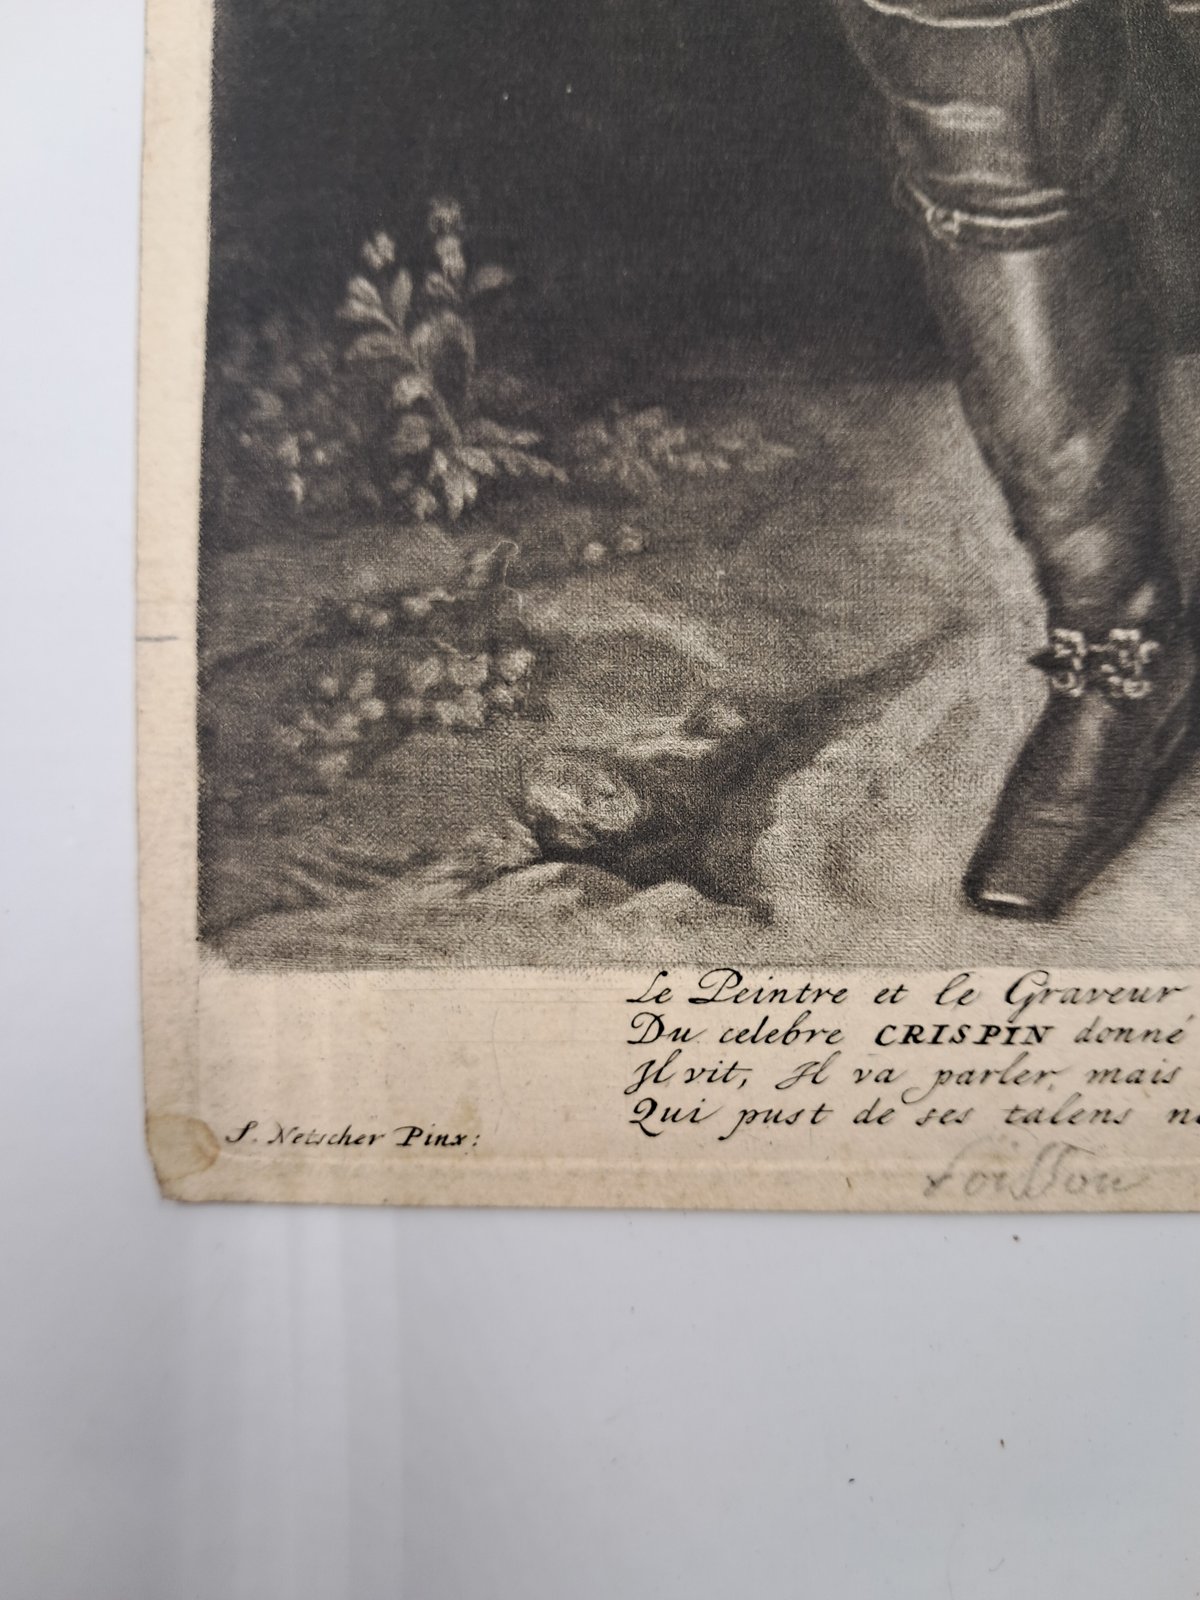 Le Peintre et le Graveur
Du celebre CRISPIN donné
Il vit, Il va parler, mais
Qui pust de ses talens
S. Netscher Pinx: